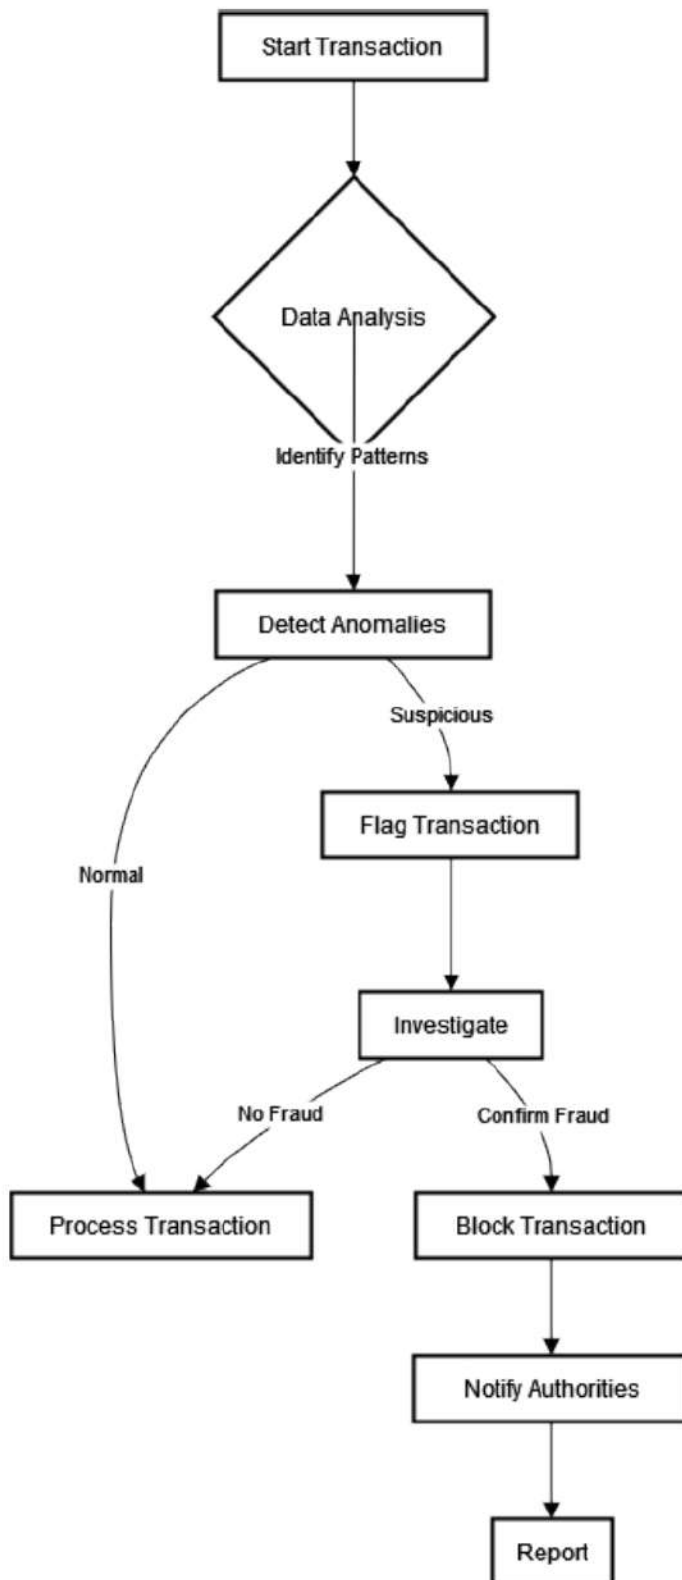 Start Transaction
Data Analysis
Identify Patterns
Detect Anomalies
Suspicious
Flag Transaction
Normal
Investigate
No Fraud
Confirm Fraud
Process Transaction
Block Transaction
Notify Authorities
Report